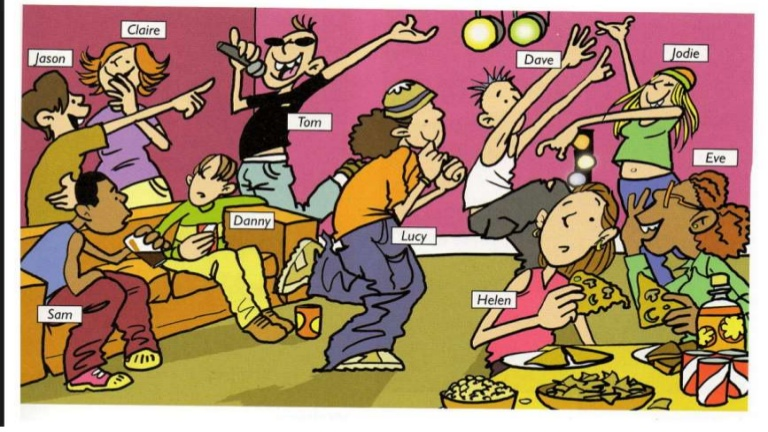 Claire
Jason
Dave
Jodie
Tom
Eve
Danny
Lucy
Helen
Sam